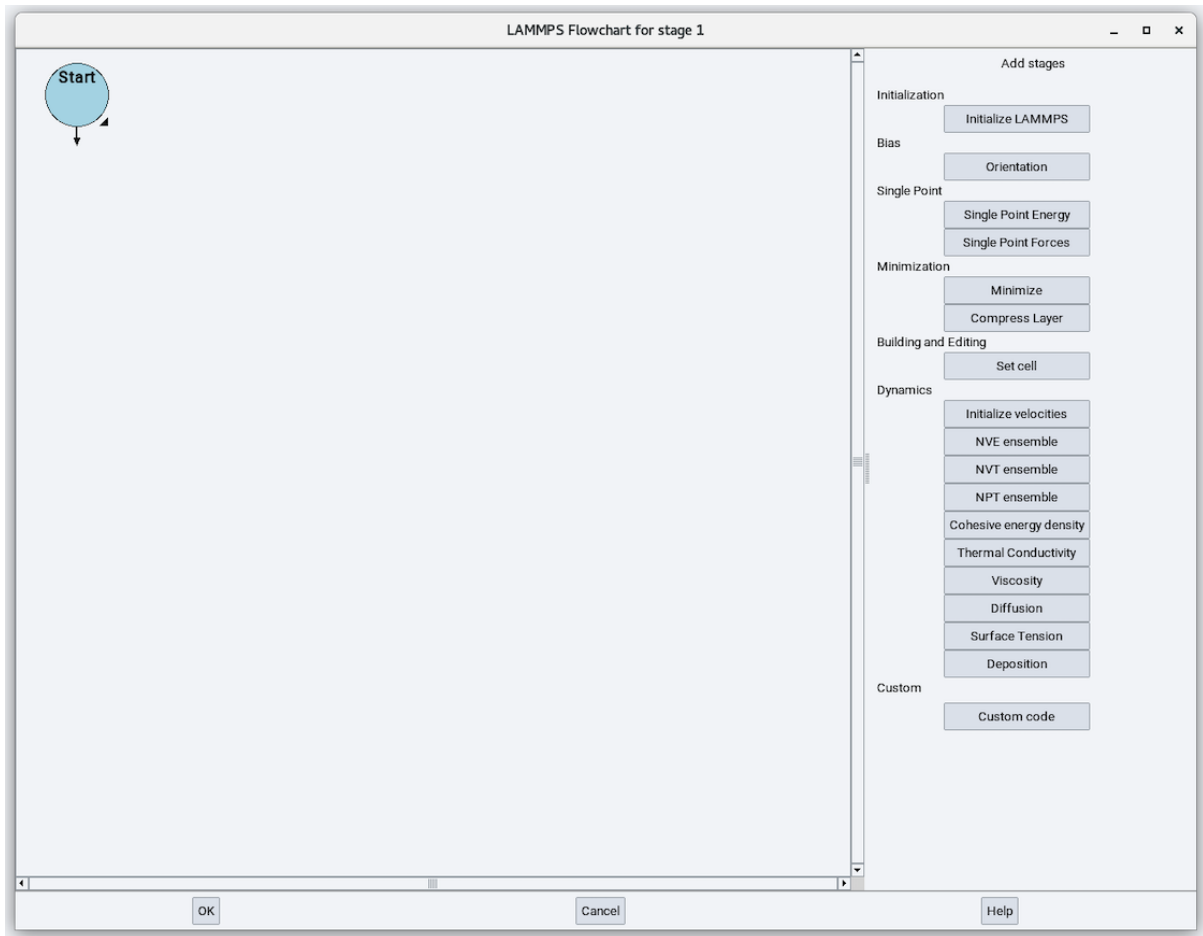 LAMMPS Flowchart for stage 1
Start
Add stages
Initialization
Initialize LAMMPS
Bias
Orientation
Single Point
Single Point Energy
Single Point Forces
Minimization
Minimize
Compress Layer
Building and Editing
Set cell
Dynamics
Initialize velocities
NVE ensemble
NVT ensemble
NPT ensemble
Cohesive energy density
Thermal Conductivity
Viscosity
Diffusion
Surface Tension
Deposition
Custom
Custom code
OK
Cancel
Help